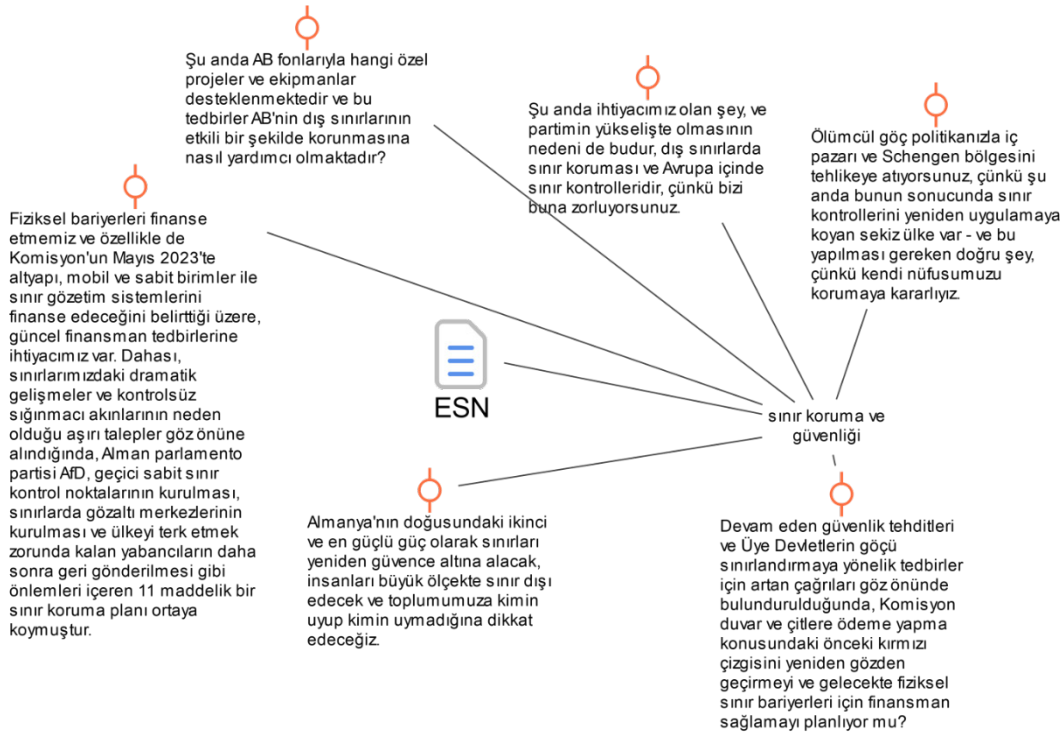 Şu anda AB fonlarıyla hangi özel
projeler ve ekipmanlar
desteklenmektedir ve bu
tedbirler AB'nin dış sınırlarının
etkili bir şekilde korunmasına
nasıl yardımcı olmaktadır?
Şu anda ihtiyacımız olan şey, ve
partimin yükselişte olmasının
nedeni de budur, dış sınırlarda
sınır koruması ve Avrupa içinde
sınır kontrolleridir, çünkü bizi
buna zorluyorsunuz.
Ölümcül göç politikanızla iç
pazarı ve Schengen bölgesini
tehlikeye atıyorsunuz, çünkü şu
anda bunun sonucunda sınır
kontrollerini yeniden uygulamaya
koyan sekiz ülke var - ve bu
yapılması gereken doğru şey,
çünkü kendi nüfusumuzu
korumaya kararlıyız.
Fiziksel bariyerleri finanse
etmemiz ve özellikle de
Komisyon'un Mayıs 2023'te
altyapı, mobil ve sabit birimler ile
sınır gözetim sistemlerini
finanse edeceğini belirttiği üzere,
güncel finansman tedbirlerine
ihtiyacımız var. Dahası,
sınırlarımızdaki dramatik
gelişmeler ve kontrolsüz
sığınmacı akınlarının neden
olduğu aşırı talepler göz önüne
alındığında, Alman parlamento
partisi AfD, geçici sabit sınır
kontrol noktalarının kurulması,
sınırlarda gözaltı merkezlerinin
kurulması ve ülkeyi terk etmek
zorunda kalan yabancıların daha
sonra geri gönderilmesi gibi
önlemleri içeren 11 maddelik bir
sınır koruma planı ortaya
koymuştur.
ESN
sınır koruma ve
güvenliği
Almanya'nın doğusundaki ikinci
ve en güçlü güç olarak sınırları
yeniden güvence altına alacak,
insanları büyük ölçekte sınır dışı
edecek ve toplumumuza kimin
uyup kimin uymadığına dikkat
edeceğiz.
Devam eden güvenlik tehditleri
ve Üye Devletlerin göçü
sınırlandırmaya yönelik tedbirler
için artan çağrıları göz önünde
bulundurulduğunda, Komisyon
duvar ve çitlere ödeme yapma
konusundaki önceki kırmızı
çizgisini yeniden gözden
geçirmeyi ve gelecekte fiziksel
sınır bariyerleri için finansman
sağlamayı planlıyor mu?